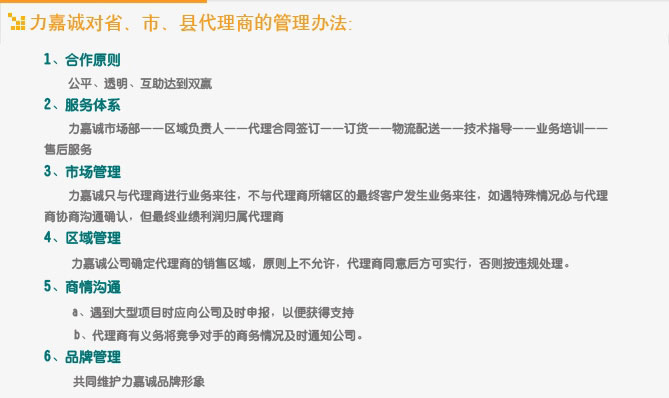 力嘉诚对省、市、县代理商的管理办法:
1、合作原则
公平、透明、互助达到双赢
2、服务体系
力嘉诚市场部——区域负责人——代理合同签订——订货——物流配送——技术指导——业务培训——
售后服务
3、市场管理
力嘉诚只与代理商进行业务来往，不与代理商所辖区的最终客户发生业务来往，如遇特殊情况必与代理
商协商沟通确认，但最终业绩利润归属代理商
4、区域管理
力嘉诚公司确定代理商的销售区域，原则上不允许，代理商同意后方可实行，否则按违规处理。
5、商情沟通
a、遇到大型项目时应向公司及时申报，以便获得支持
b、代理商有义务将竞争对手的商务情况及时通知公司。
6、品牌管理
共同维护力嘉诚品牌形象